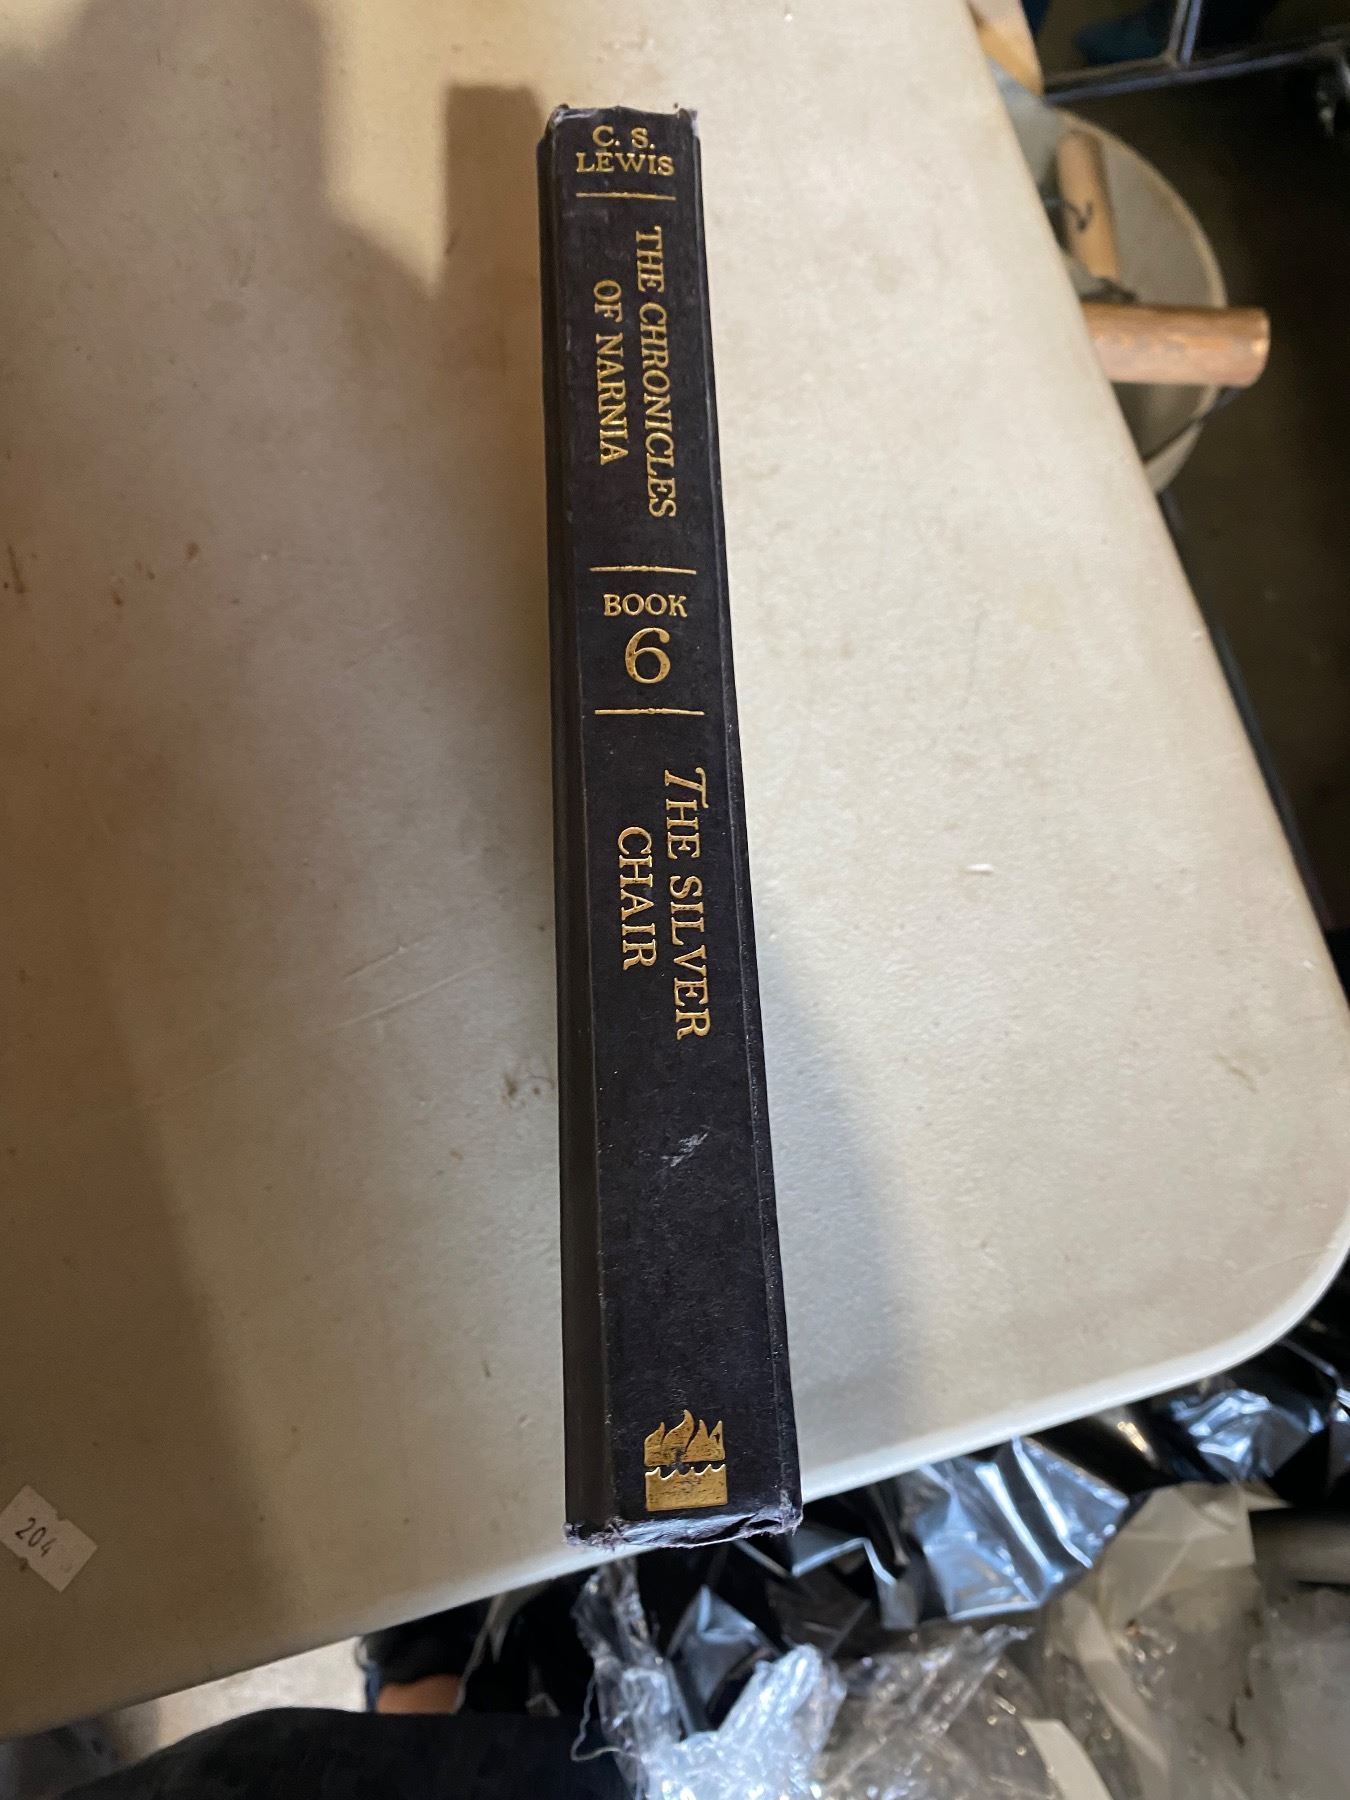 C. S.
LEWIS
THE CHRONICLES
OF NARNIA
BOOK
6
THE SILVER
CHAIR
204